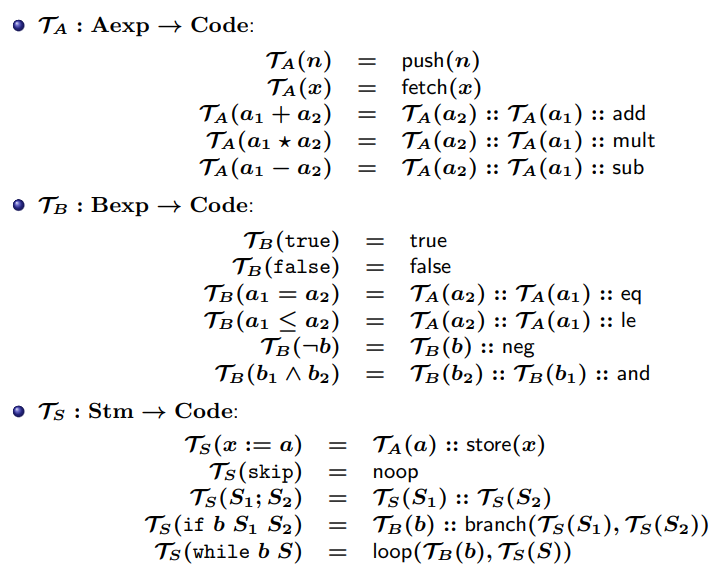 𝒯_A : Aexp → Code:
𝒯_A(n) = push(n)
𝒯_A(x) = fetch(x)
𝒯_A(a₁ + a₂) = 𝒯_A(a₂) :: 𝒯_A(a₁) :: add
𝒯_A(a₁ ⋆ a₂) = 𝒯_A(a₂) :: 𝒯_A(a₁) :: mult
𝒯_A(a₁ − a₂) = 𝒯_A(a₂) :: 𝒯_A(a₁) :: sub
𝒯_B : Bexp → Code:
𝒯_B(true) = true
𝒯_B(false) = false
𝒯_B(a₁ = a₂) = 𝒯_A(a₂) :: 𝒯_A(a₁) :: eq
𝒯_B(a₁ ≤ a₂) = 𝒯_A(a₂) :: 𝒯_A(a₁) :: le
𝒯_B(¬b) = 𝒯_B(b) :: neg
𝒯_B(b₁ ∧ b₂) = 𝒯_B(b₂) :: 𝒯_B(b₁) :: and
𝒯_S : Stm → Code:
𝒯_S(x := a) = 𝒯_A(a) :: store(x)
𝒯_S(skip) = noop
𝒯_S(S₁; S₂) = 𝒯_S(S₁) :: 𝒯_S(S₂)
𝒯_S(if b S₁ S₂) = 𝒯_B(b) :: branch(𝒯_S(S₁), 𝒯_S(S₂))
𝒯_S(while b S) = loop(𝒯_B(b), 𝒯_S(S))